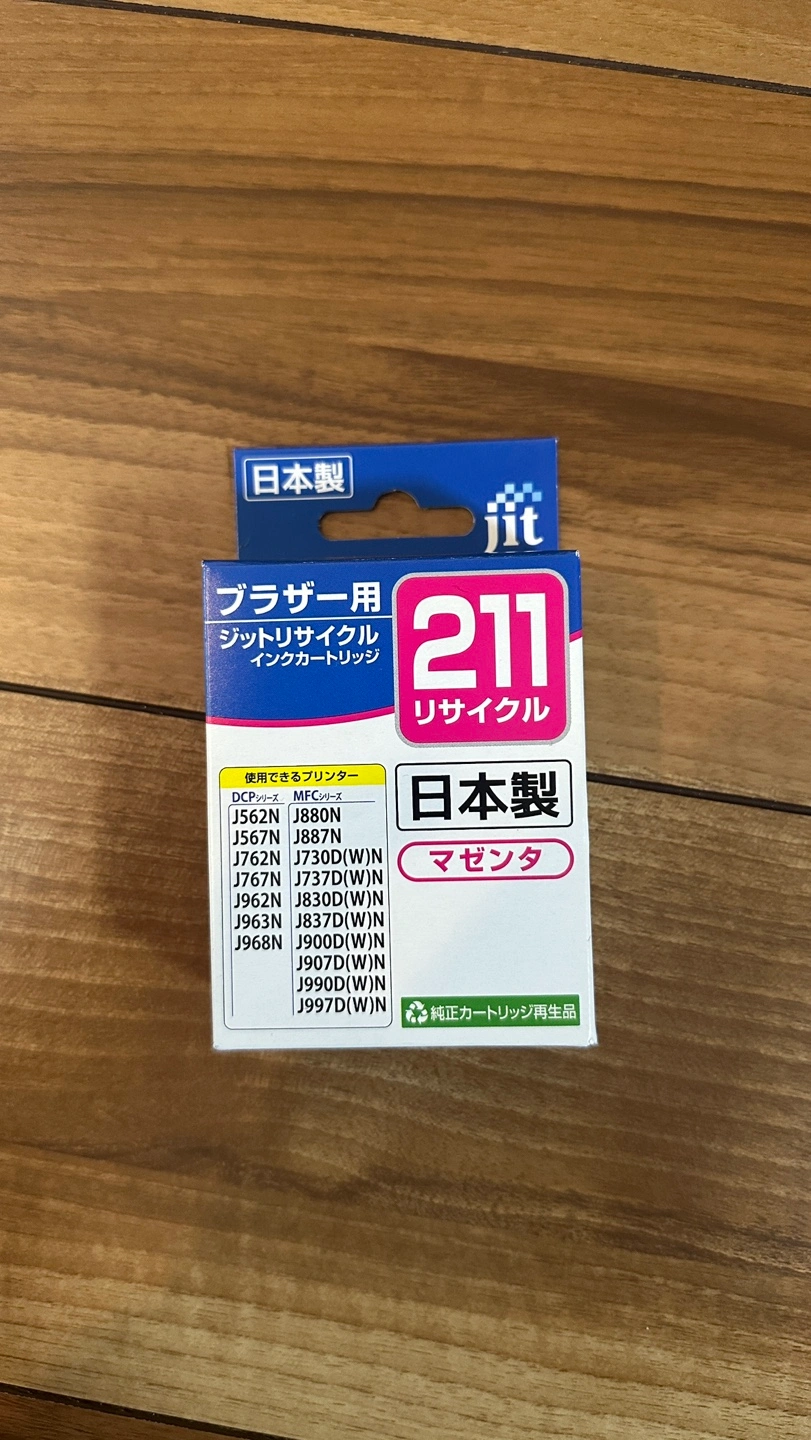 日本製
jit
ブラザー用
ジットリサイクル
インクカートリッジ
211
リサイクル
使用できるプリンター
DCPシリーズ MFCシリーズ
J562N J880N
J567N J887N
J762N J730D(W)N
J767N J737D(W)N
J962N J830D(W)N
J963N J837D(W)N
J968N J900D(W)N
J907D(W)N
J990D(W)N
J997D(W)N
日本製
マゼンタ
純正カートリッジ再生品